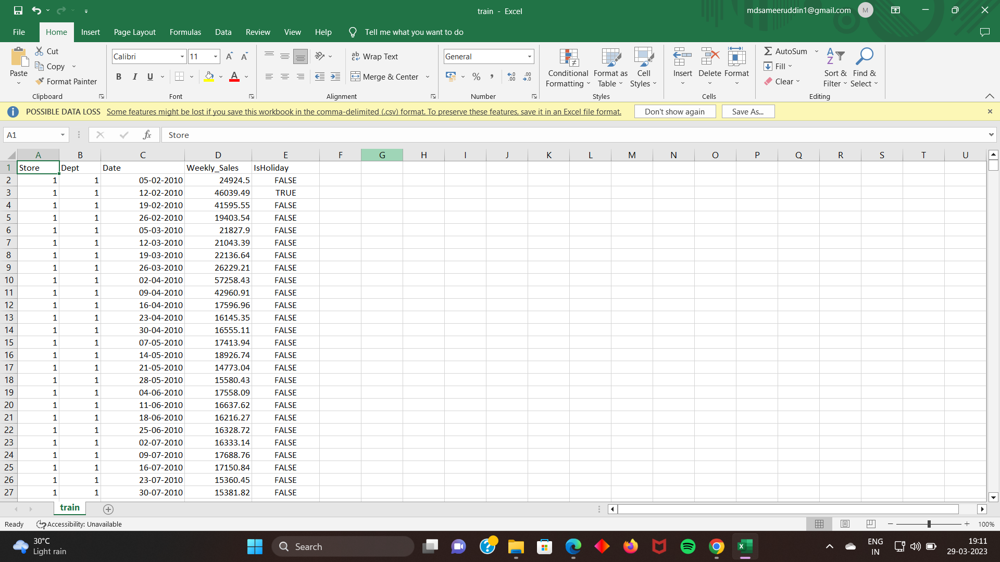 train - Excel
mdsameeruddin1@gmail.com M
File Home Insert Page Layout Formulas Data Review View Help Tell me what you want to do
Paste
Cut
Copy
Format Painter
Clipboard
Calibri 11
B I U
Font
Wrap Text
Merge & Center
Alignment
General
Number
Conditional Formatting
Format as Table
Cell Styles
Styles
Insert Delete Format
Cells
AutoSum
Fill
Clear
Sort & Filter
Find & Select
Editing
POSSIBLE DATA LOSS Some features might be lost if you save this workbook in the comma-delimited (.csv) format. To preserve these features, save it in an Excel file format. Don't show again Save As...
A1 fx Store
A B C D E F G H I J K L M N O P Q R S T U
1 Store Dept Date Weekly_Sales IsHoliday
2 1 1 05-02-2010 24924.5 FALSE
3 1 1 12-02-2010 46039.49 TRUE
4 1 1 19-02-2010 41595.55 FALSE
5 1 1 26-02-2010 19403.54 FALSE
6 1 1 05-03-2010 21827.9 FALSE
7 1 1 12-03-2010 21043.39 FALSE
8 1 1 19-03-2010 22136.64 FALSE
9 1 1 26-03-2010 26229.21 FALSE
10 1 1 02-04-2010 57258.43 FALSE
11 1 1 09-04-2010 42960.91 FALSE
12 1 1 16-04-2010 17596.96 FALSE
13 1 1 23-04-2010 16145.35 FALSE
14 1 1 30-04-2010 16555.11 FALSE
15 1 1 07-05-2010 17413.94 FALSE
16 1 1 14-05-2010 18926.74 FALSE
17 1 1 21-05-2010 14773.04 FALSE
18 1 1 28-05-2010 15580.43 FALSE
19 1 1 04-06-2010 17558.09 FALSE
20 1 1 11-06-2010 16637.62 FALSE
21 1 1 18-06-2010 16216.27 FALSE
22 1 1 25-06-2010 16328.72 FALSE
23 1 1 02-07-2010 16333.14 FALSE
24 1 1 09-07-2010 17688.76 FALSE
25 1 1 16-07-2010 17150.84 FALSE
26 1 1 23-07-2010 15360.45 FALSE
27 1 1 30-07-2010 15381.82 FALSE
train
Ready Accessibility: Unavailable 100%
30°C
Light rain
Search
ENG
IN
19:11
29-03-2023